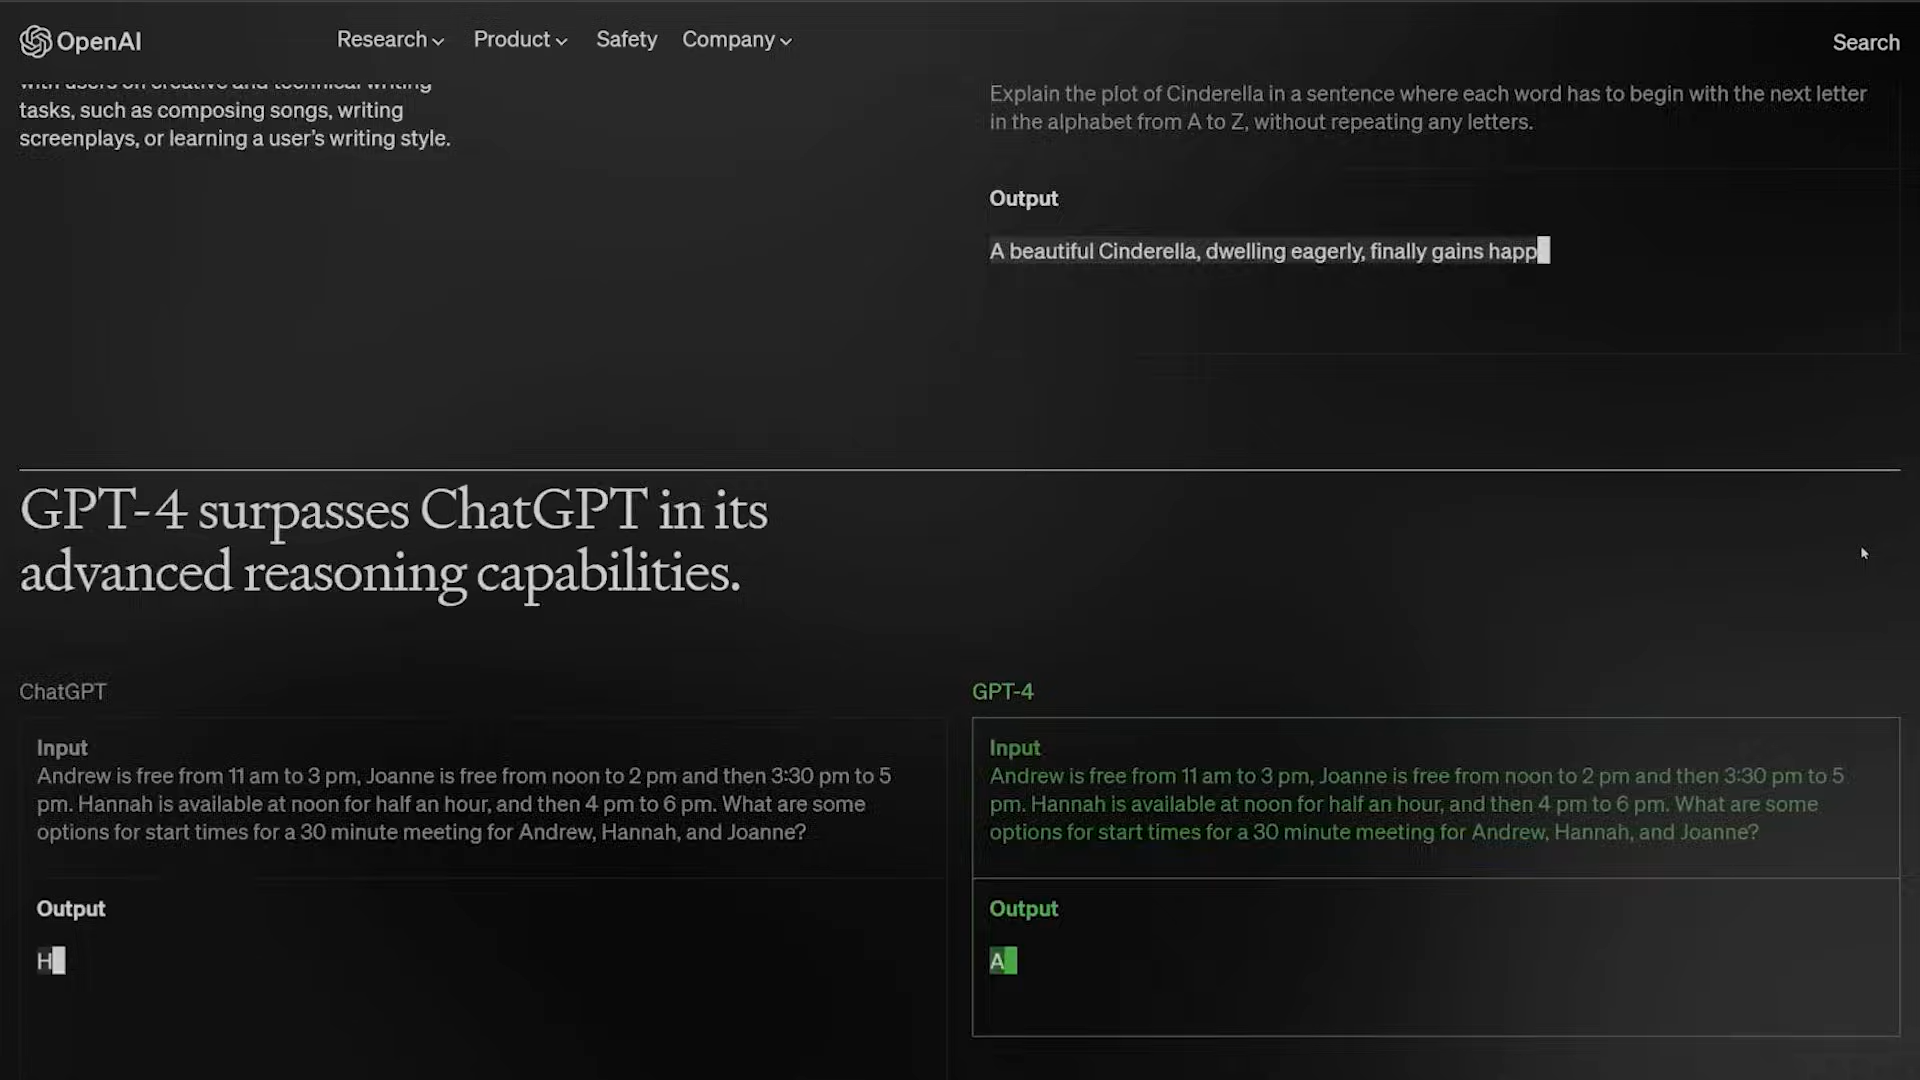 OpenAI
Research
Product
Safety
Company
Search
with users on creative and technical writing
tasks, such as composing songs, writing
screenplays, or learning a user's writing style.
Explain the plot of Cinderella in a sentence where each word has to begin with the next letter
in the alphabet from A to Z, without repeating any letters.
Output
A beautiful Cinderella, dwelling eagerly, finally gains happ
GPT-4 surpasses ChatGPT in its
advanced reasoning capabilities.
ChatGPT
Input
Andrew is free from 11 am to 3 pm, Joanne is free from noon to 2 pm and then 3:30 pm to 5
pm. Hannah is available at noon for half an hour, and then 4 pm to 6 pm. What are some
options for start times for a 30 minute meeting for Andrew, Hannah, and Joanne?
Output
H
GPT-4
Input
Andrew is free from 11 am to 3 pm, Joanne is free from noon to 2 pm and then 3:30 pm to 5
pm. Hannah is available at noon for half an hour, and then 4 pm to 6 pm. What are some
options for start times for a 30 minute meeting for Andrew, Hannah, and Joanne?
Output
A